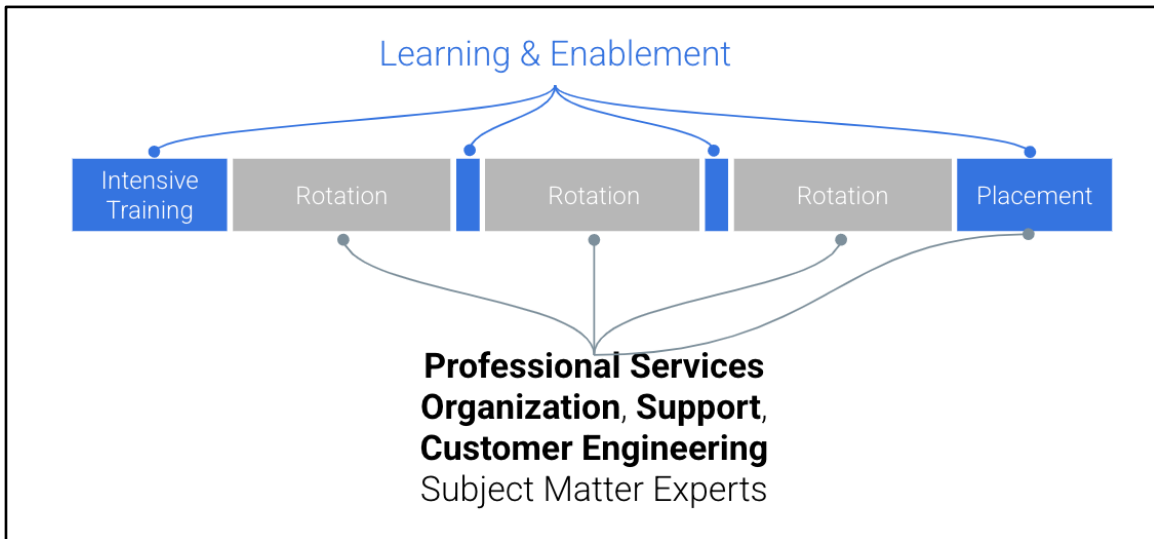 Learning & Enablement
Intensive
Training
Rotation
Rotation
Rotation
Placement
Professional Services
Organization, Support,
Customer Engineering
Subject Matter Experts